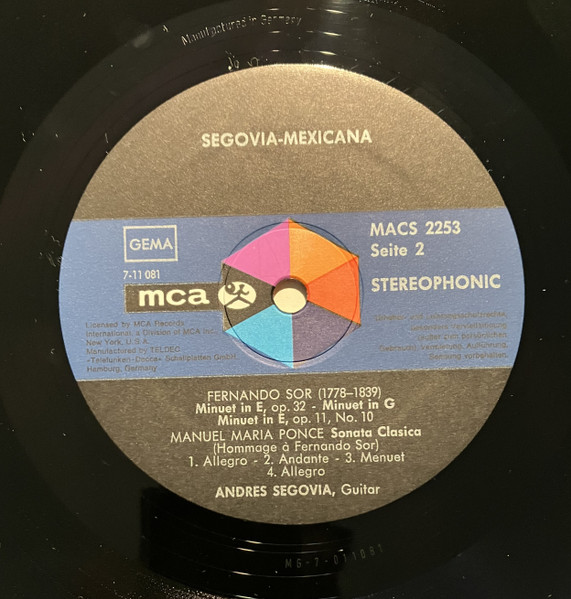 Manufactured in Germany
SEGOVIA-MEXICANA
GEMA
7-11 081
mca
MACS 2253
Seite 2
STEREOPHONIC
Licensed by MCA Records
International, a Division of MCA Inc.
New York, U.S.A.
Manufactured by TELDEC
»Telefunken-Decca« Schallplatten GmbH,
Hamburg, Germany
FERNANDO SOR (1778–1839)
Minuet in E, op. 32 - Minuet in G
Minuet in E, op. 11, No. 10
MANUEL MARIA PONCE Sonata Clasica
(Hommage à Fernando Sor)
1. Allegro - 2. Andante - 3. Menuet
4. Allegro
ANDRES SEGOVIA, Guitar